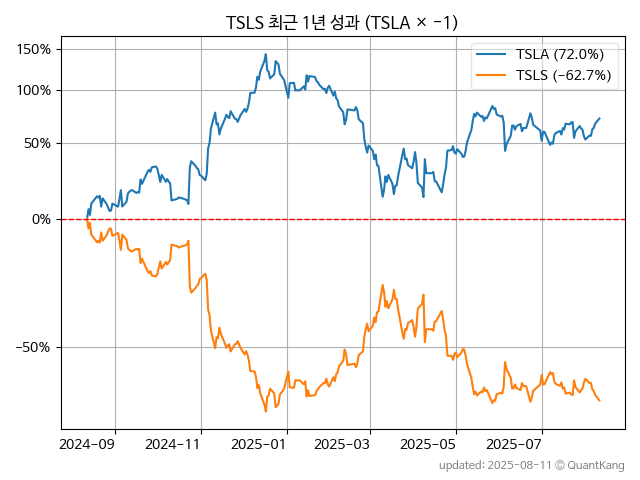 TSLS 최근 1년 성과 (TSLA × −1)
TSLA (72.0%)
TSLS (−62.7%)
150%
100%
50%
0%
−50%
2024-09 2024-11 2025-01 2025-03 2025-05 2025-07
updated: 2025-08-11 © QuantKang